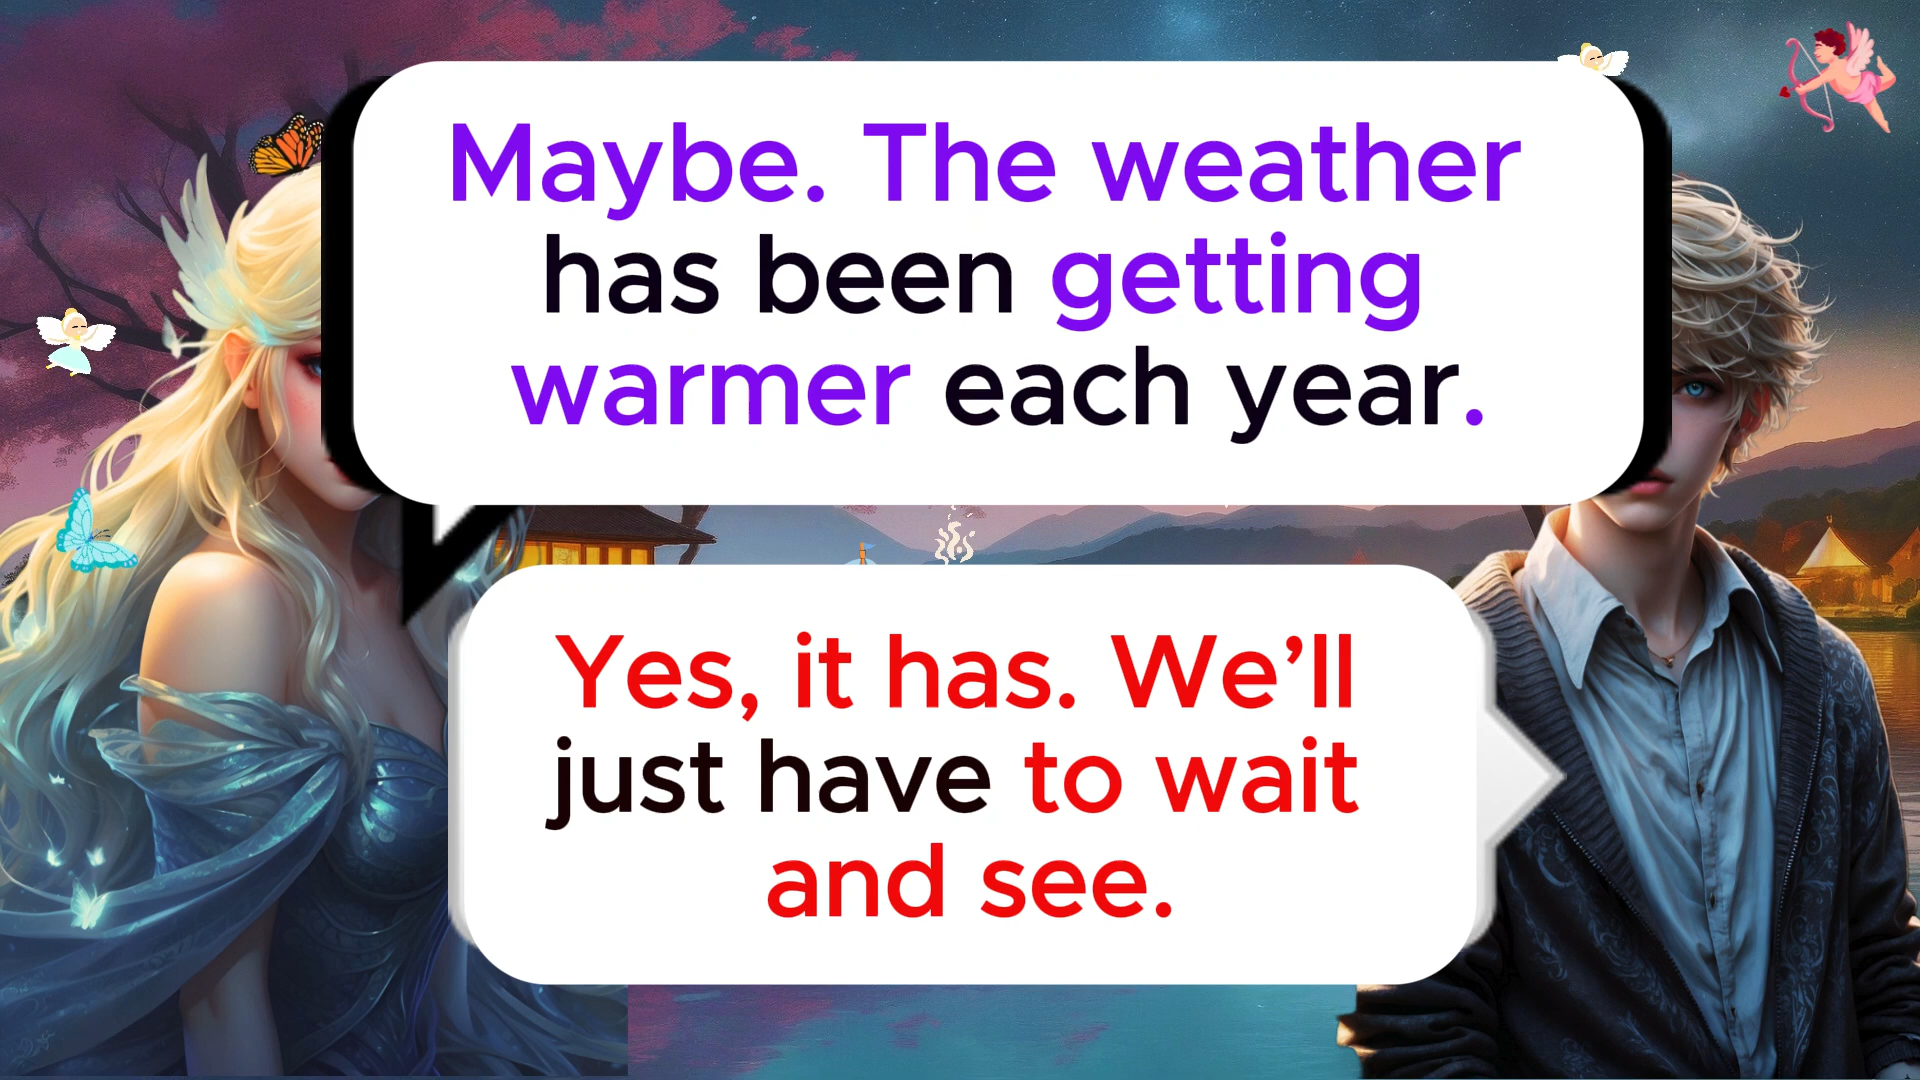 Maybe. The weather
has been getting
warmer each year.
Yes, it has. We’ll
just have to wait
and see.